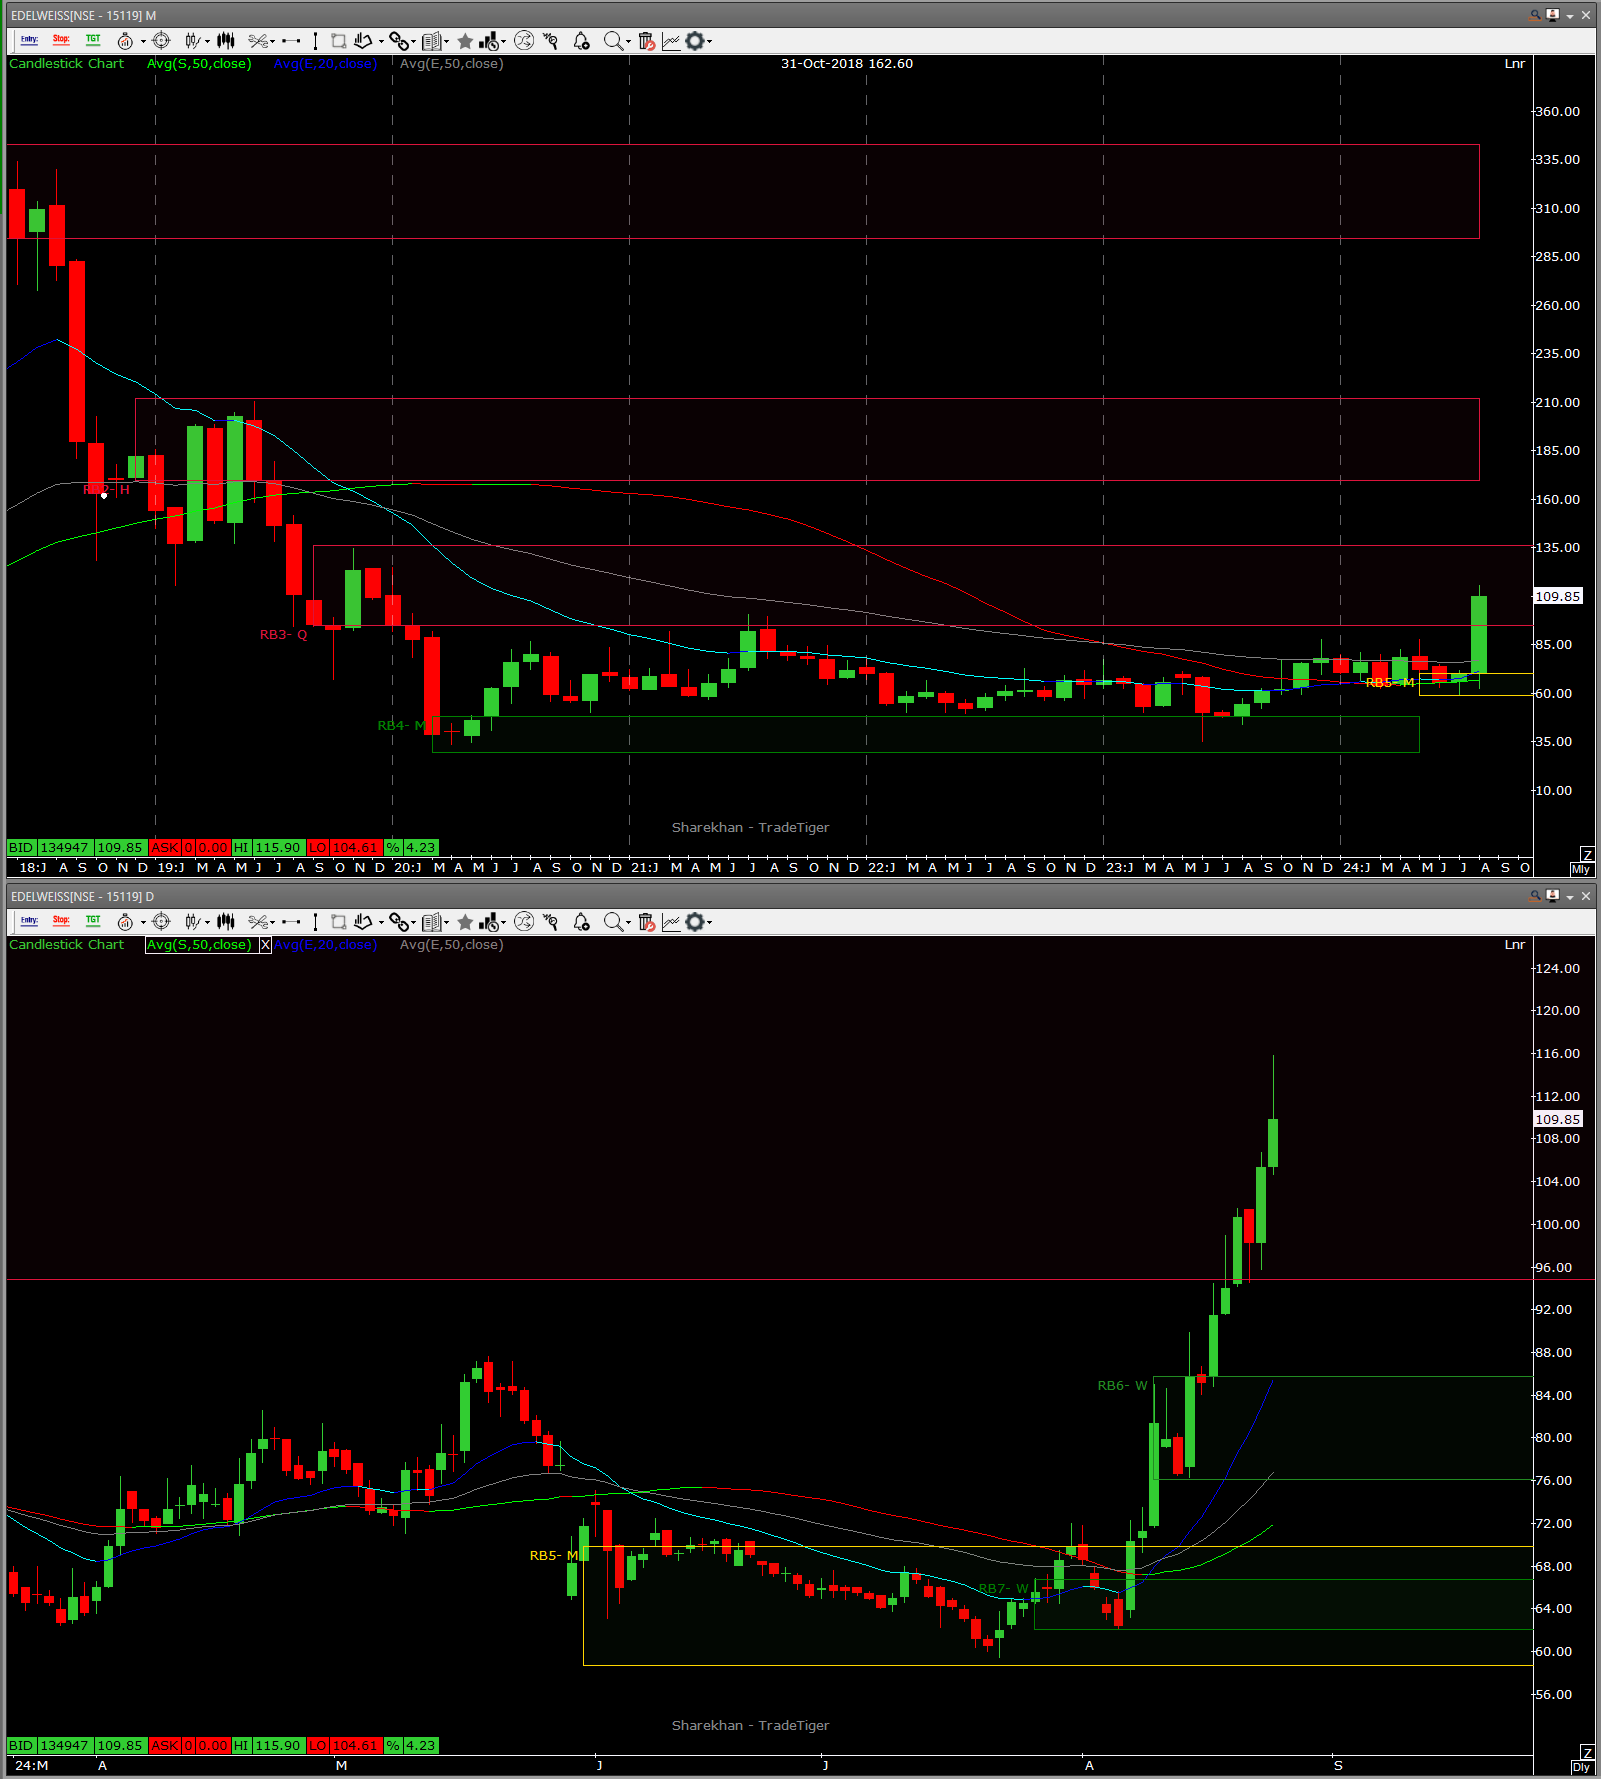 EDELWEISS[NSE - 15119] M
Entry: Stop: TGT
Candlestick Chart Avg(S,50,close) Avg(E,20,close) Avg(E,50,close) 31-Oct-2018 162.60 Lnr
360.00
335.00
310.00
285.00
260.00
235.00
210.00
185.00
160.00
135.00
109.85
85.00
60.00
35.00
10.00
RB2- H
RB3- Q
RB5- M
RB4- M
Sharekhan - TradeTiger
BID 134947 109.85 ASK 0 0.00 HI 115.90 LO 104.61 % 4.23
Z
18:J A S O N D 19:J M A M J J A S O N D 20:J M A M J J A S O N D 21:J M A M J J A S O N D 22:J M A M J J A S O N D 23:J M A M J J A S O N D 24:J M A M J J A S O
Mly
EDELWEISS[NSE - 15119] D
Entry: Stop: TGT
Candlestick Chart Avg(S,50,close) X Avg(E,20,close) Avg(E,50,close) Lnr
124.00
120.00
116.00
112.00
109.85
108.00
104.00
100.00
96.00
92.00
88.00
84.00
80.00
76.00
72.00
68.00
64.00
60.00
56.00
RB6- W
RB5- M
RB7- W
Sharekhan - TradeTiger
BID 134947 109.85 ASK 0 0.00 HI 115.90 LO 104.61 % 4.23
Z
24:M A M J J A S
Dly